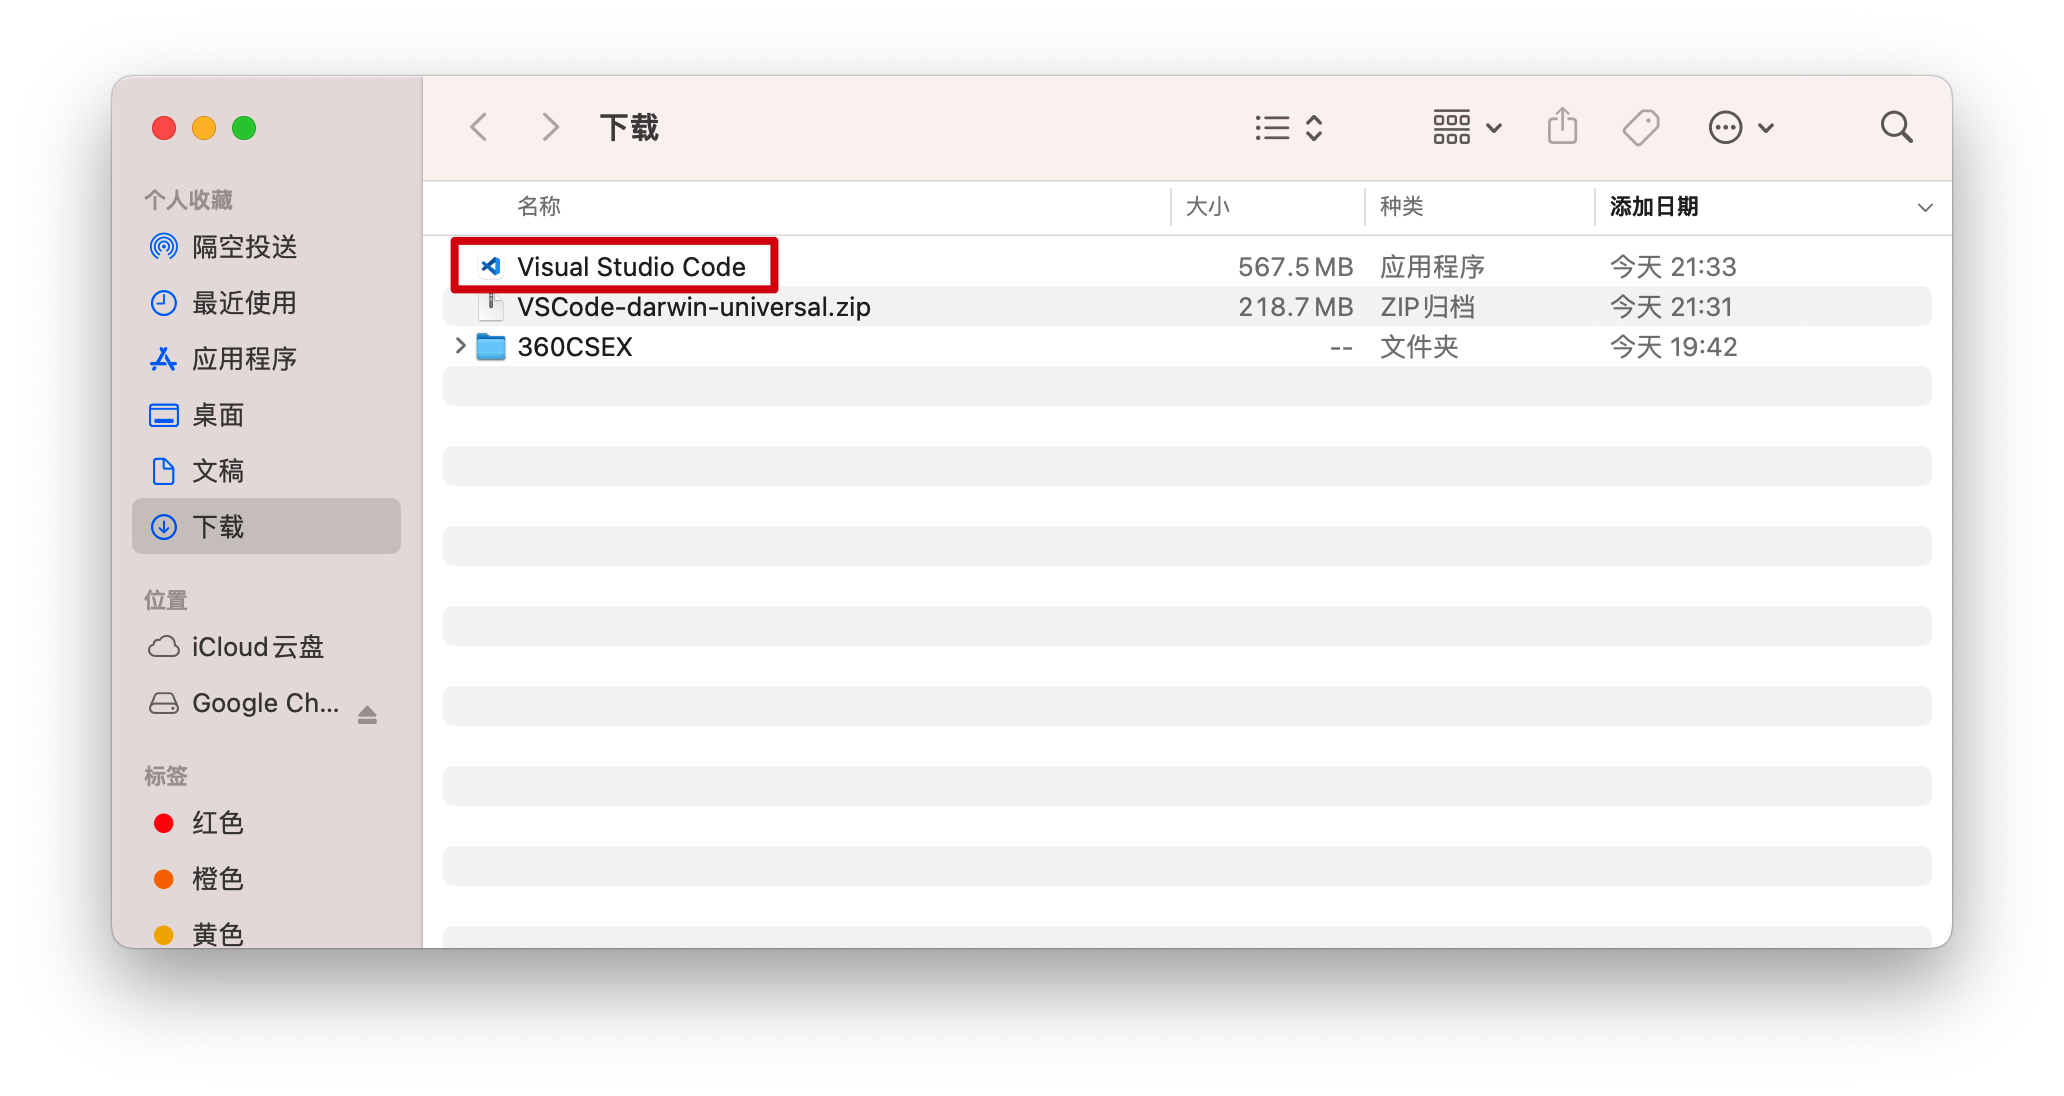 下载
个人收藏
隔空投送
最近使用
应用程序
桌面
文稿
下载
位置
iCloud云盘
Google Ch...
标签
红色
橙色
黄色
名称 大小 种类 添加日期
Visual Studio Code 567.5 MB 应用程序 今天 21:33
VSCode-darwin-universal.zip 218.7 MB ZIP归档 今天 21:31
360CSEX -- 文件夹 今天 19:42